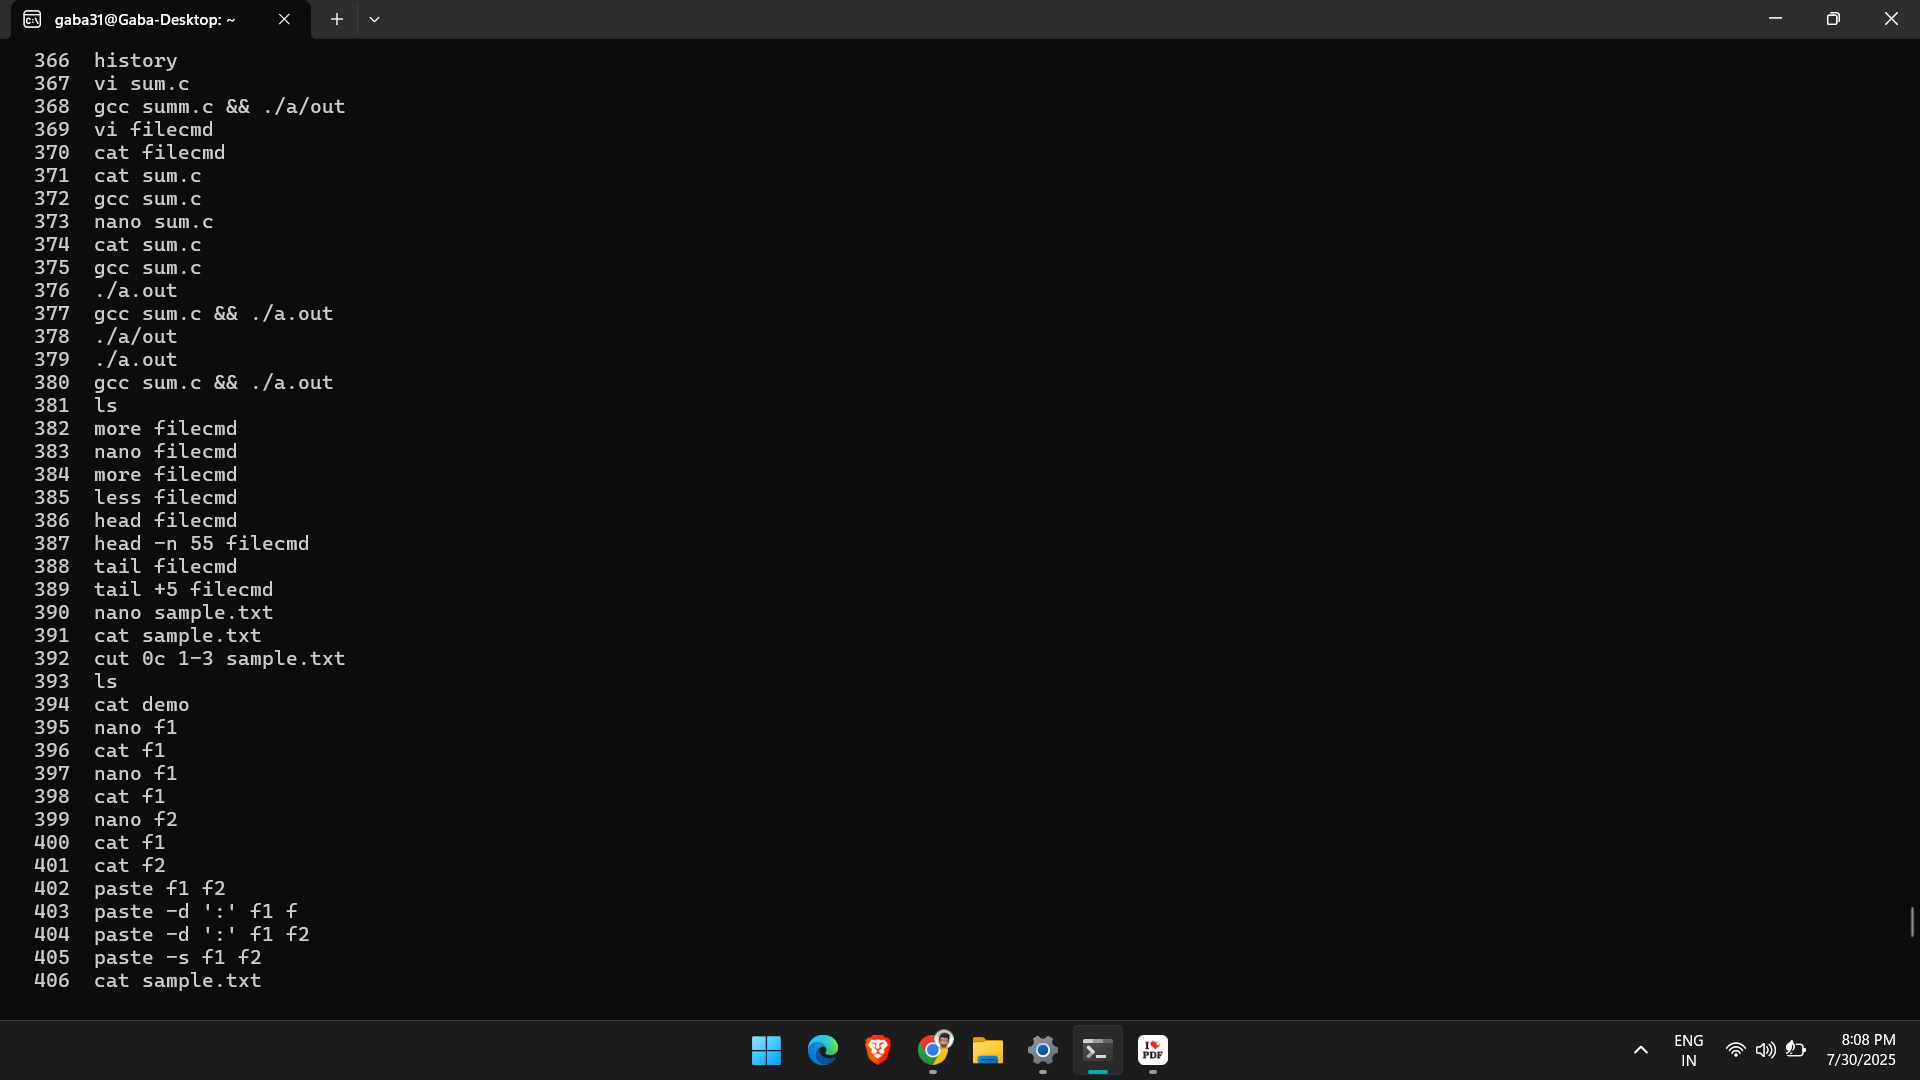 gaba31@Gaba-Desktop: ~
366 history
367 vi sum.c
368 gcc summ.c && ./a/out
369 vi filecmd
370 cat filecmd
371 cat sum.c
372 gcc sum.c
373 nano sum.c
374 cat sum.c
375 gcc sum.c
376 ./a.out
377 gcc sum.c && ./a.out
378 ./a/out
379 ./a.out
380 gcc sum.c && ./a.out
381 ls
382 more filecmd
383 nano filecmd
384 more filecmd
385 less filecmd
386 head filecmd
387 head -n 55 filecmd
388 tail filecmd
389 tail +5 filecmd
390 nano sample.txt
391 cat sample.txt
392 cut 0c 1-3 sample.txt
393 ls
394 cat demo
395 nano f1
396 cat f1
397 nano f1
398 cat f1
399 nano f2
400 cat f1
401 cat f2
402 paste f1 f2
403 paste -d ':' f1 f
404 paste -d ':' f1 f2
405 paste -s f1 f2
406 cat sample.txt
I PDF
ENG
IN
8:08 PM
7/30/2025